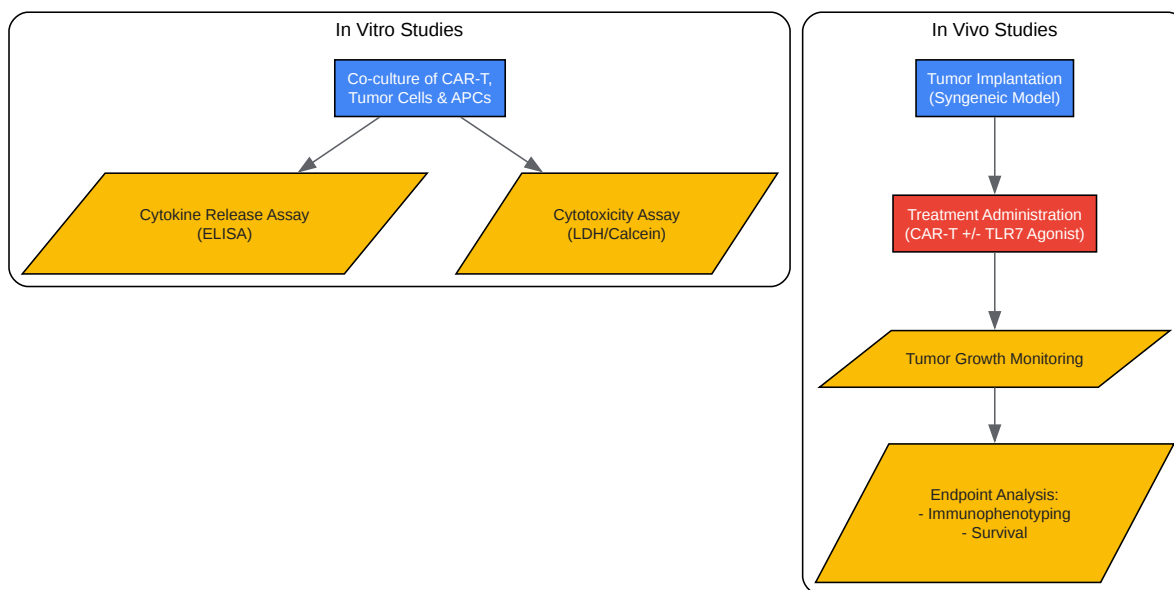 In Vitro Studies
Co-culture of CAR-T,
Tumor Cells & APCs
Cytokine Release Assay
(ELISA)
Cytotoxicity Assay
(LDH/Calcein)
In Vivo Studies
Tumor Implantation
(Syngeneic Model)
Treatment Administration
(CAR-T +/- TLR7 Agonist)
Tumor Growth Monitoring
Endpoint Analysis:
- Immunophenotyping
- Survival